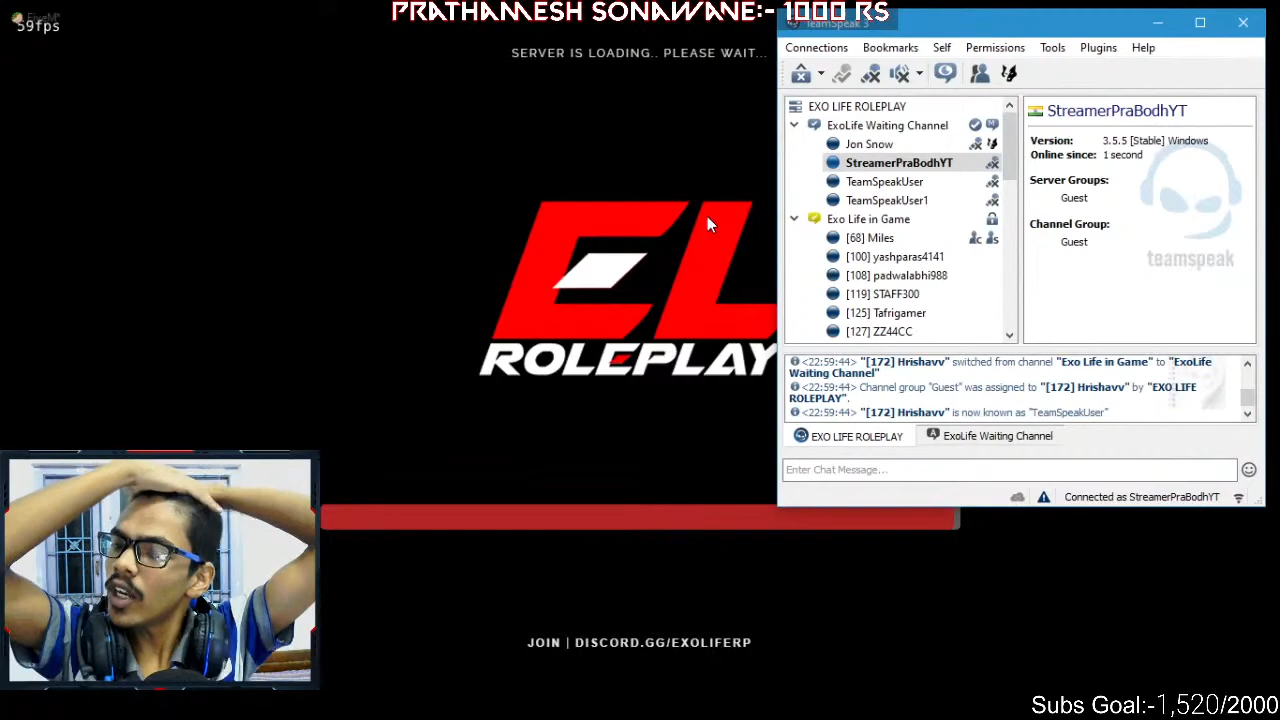 PRATHAMESH SONAWANE:- 1000 RS
59fps
SERVER IS LOADING.. PLEASE WAIT...
TeamSpeak 3
Connections Bookmarks Self Permissions Tools Plugins Help
EXO LIFE ROLEPLAY
ExoLife Waiting Channel
Jon Snow
StreamerPraBodhYT
TeamSpeakUser
TeamSpeakUser1
Exo Life in Game
[68] Miles
[100] yashparas4141
[108] padwalabhi988
[119] STAFF300
[125] Tafrigamer
[127] ZZ44CC
StreamerPraBodhYT
Version: 3.5.5 [Stable] Windows
Online since: 1 second
Server Groups:
Guest
Channel Group:
Guest
teamspeak
EL
ROLEPLAY
<22:59:44> "[172] Hrishavv" switched from channel "Exo Life in Game" to "ExoLife
Waiting Channel"
<22:59:44> Channel group "Guest" was assigned to "[172] Hrishavv" by "EXO LIFE
ROLEPLAY".
<22:59:44> "[172] Hrishavv" is now known as "TeamSpeakUser"
EXO LIFE ROLEPLAY ExoLife Waiting Channel
Enter Chat Message...
Connected as StreamerPraBodhYT
JOIN | DISCORD.GG/EXOLIFERP
Subs Goal:-1,520/2000